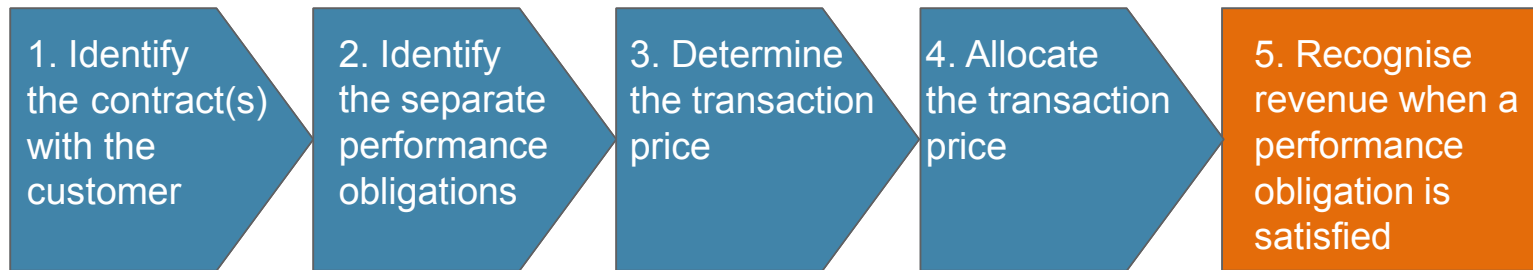 1. Identify
the contract(s)
with the
customer
2. Identify
the separate
performance
obligations
3. Determine
the transaction
price
4. Allocate
the transaction
price
5. Recognise
revenue when a
performance
obligation is
satisfied